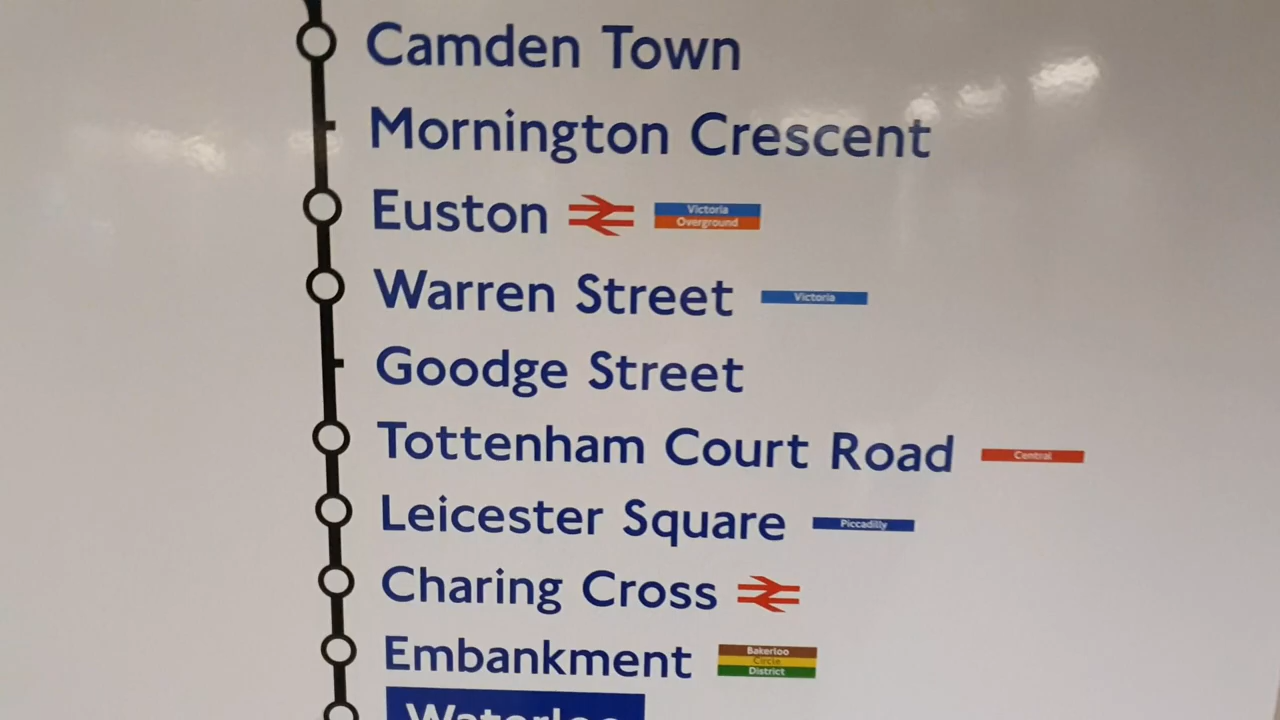 Camden Town
Mornington Crescent
Euston Victoria Overground
Warren Street Victoria
Goodge Street
Tottenham Court Road Central
Leicester Square Piccadilly
Charing Cross
Embankment Bakerloo Circle District
Waterloo